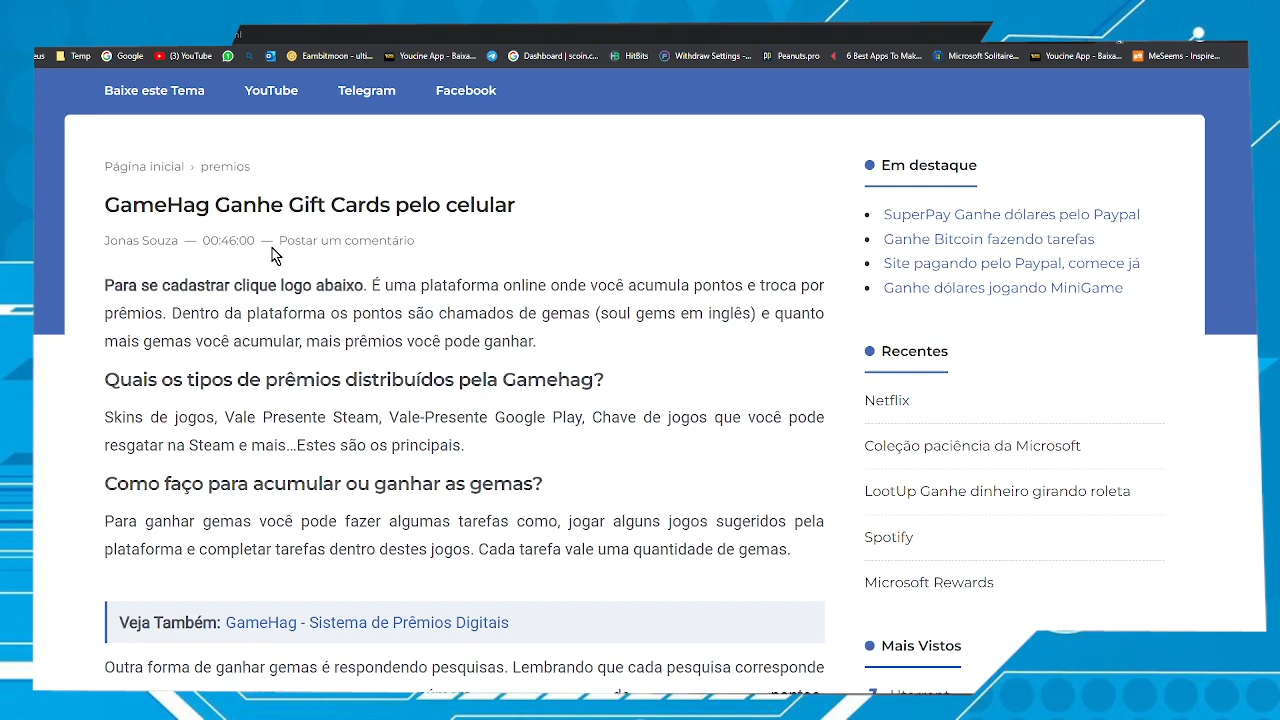 eus Temp Google (3) YouTube Earnbitmoon - ulti... Youcine App - Baixa... Dashboard | scoin.c... HitBits Withdraw Settings -... Peanuts.pro 6 Best Apps To Mak... Microsoft Solitaire... Youcine App - Baixa... MeSeems - Inspire...
Baixe este Tema YouTube Telegram Facebook
Página inicial › premios
GameHag Ganhe Gift Cards pelo celular
Jonas Souza — 00:46:00 — Postar um comentário
Para se cadastrar clique logo abaixo. É uma plataforma online onde você acumula pontos e troca por
prêmios. Dentro da plataforma os pontos são chamados de gemas (soul gems em inglês) e quanto
mais gemas você acumular, mais prêmios você pode ganhar.
Quais os tipos de prêmios distribuídos pela Gamehag?
Skins de jogos, Vale Presente Steam, Vale-Presente Google Play, Chave de jogos que você pode
resgatar na Steam e mais...Estes são os principais.
Como faço para acumular ou ganhar as gemas?
Para ganhar gemas você pode fazer algumas tarefas como, jogar alguns jogos sugeridos pela
plataforma e completar tarefas dentro destes jogos. Cada tarefa vale uma quantidade de gemas.
Veja Também: GameHag - Sistema de Prêmios Digitais
Outra forma de ganhar gemas é respondendo pesquisas. Lembrando que cada pesquisa corresponde
Em destaque
SuperPay Ganhe dólares pelo Paypal
Ganhe Bitcoin fazendo tarefas
Site pagando pelo Paypal, comece já
Ganhe dólares jogando MiniGame
Recentes
Netflix
Coleção paciência da Microsoft
LootUp Ganhe dinheiro girando roleta
Spotify
Microsoft Rewards
Mais Vistos